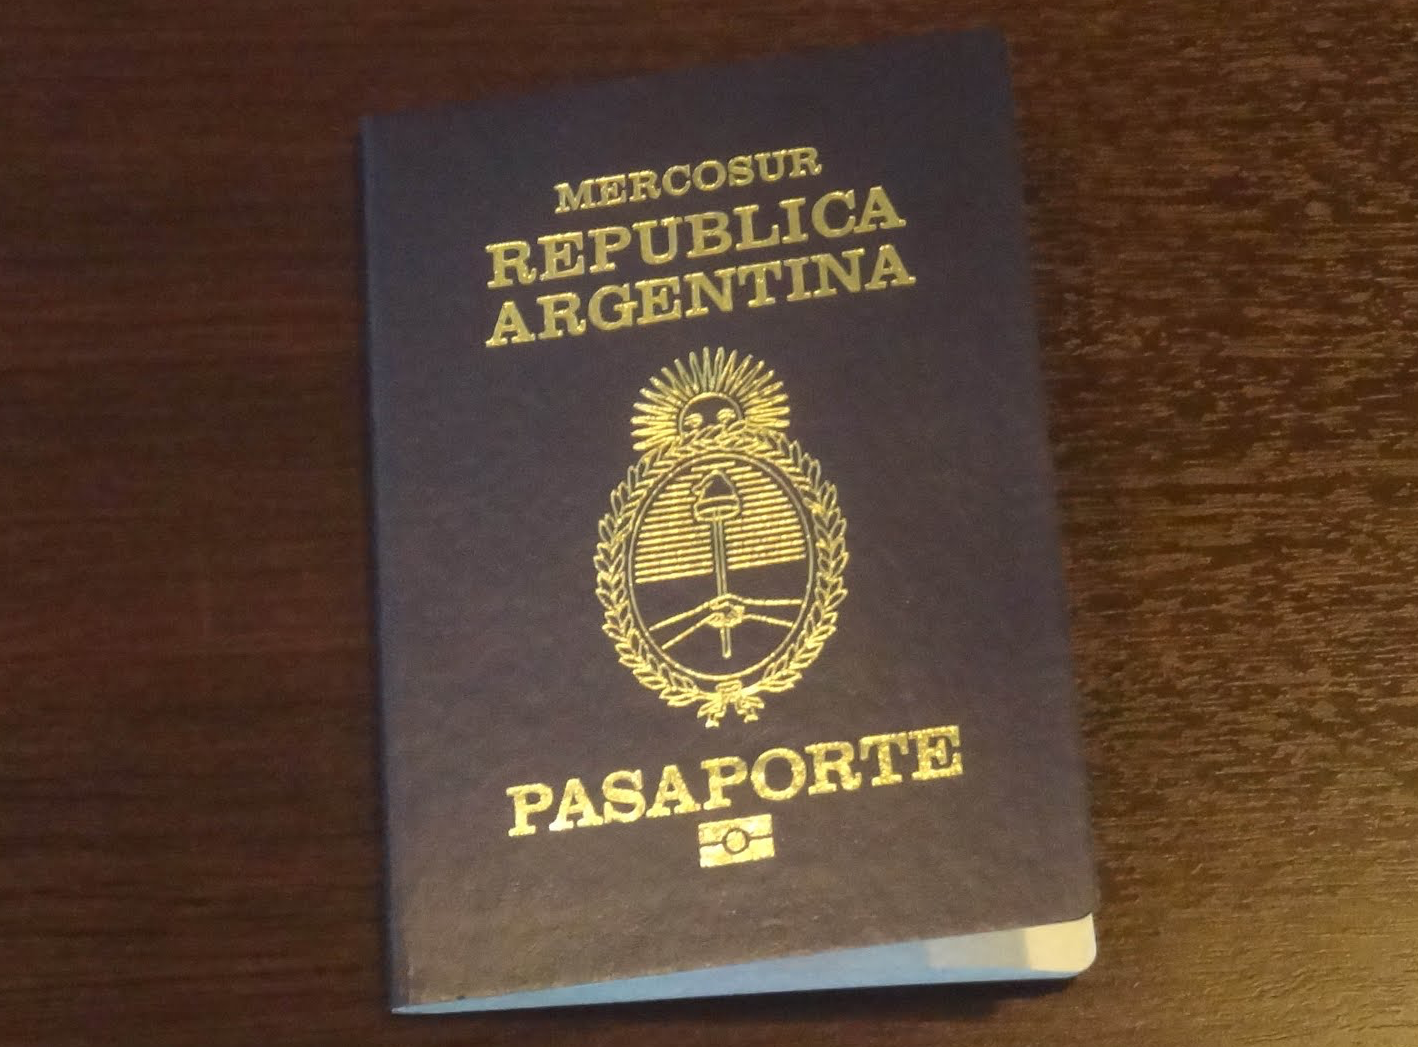 MERCOSUR
REPUBLICA
ARGENTINA
PASAPORTE